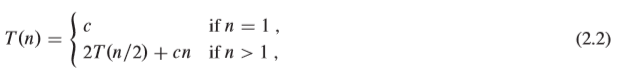 T(n) = { c if n = 1 ,
2T(n/2) + cn if n > 1 , (2.2)